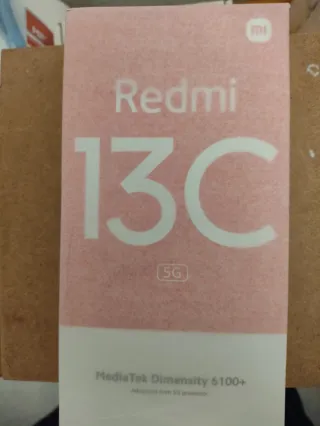 mi
Redmi
13C
5G
MediaTek Dimensity 6100+